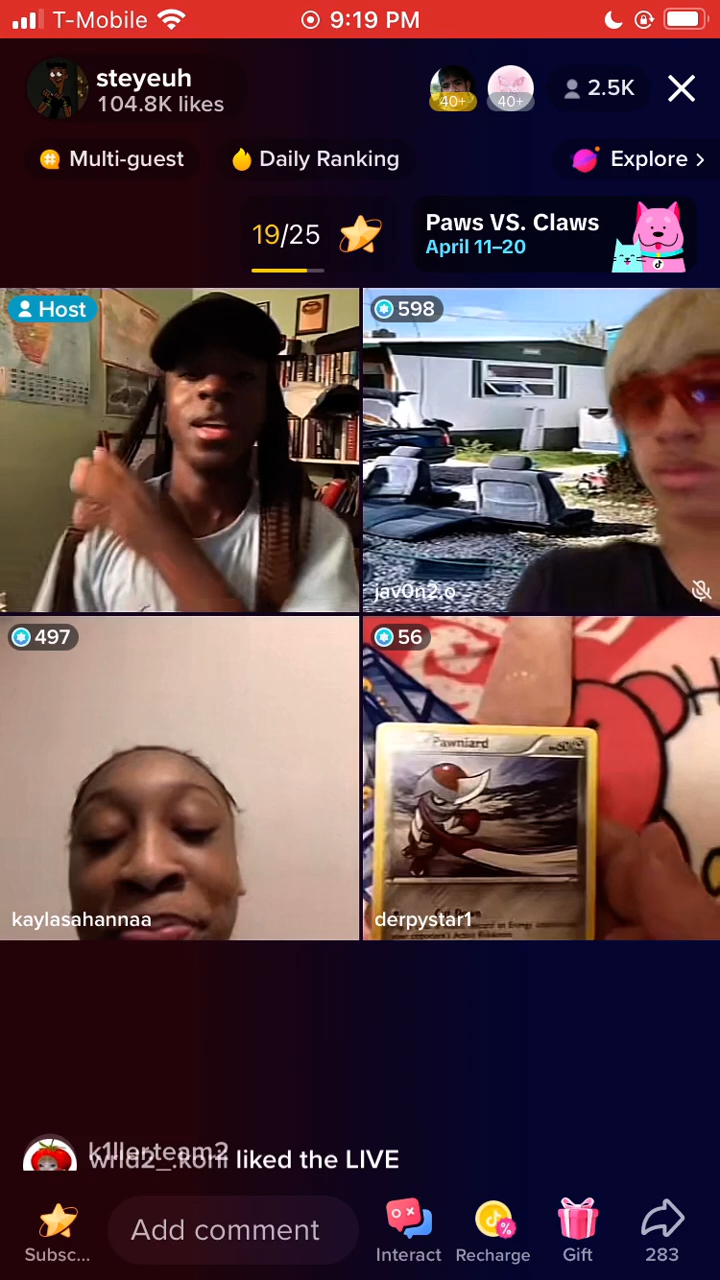 T-Mobile
9:19 PM
steyeuh
104.8K likes
40+
40+
2.5K
Multi-guest
Daily Ranking
Explore >
19/25
Paws VS. Claws
April 11–20
Host
598
jav0n2.o
497
kaylasahannaa
56
Pawniard
derpystar1
k1llerteam2
liked the LIVE
Subsc...
Add comment
Interact
Recharge
Gift
283